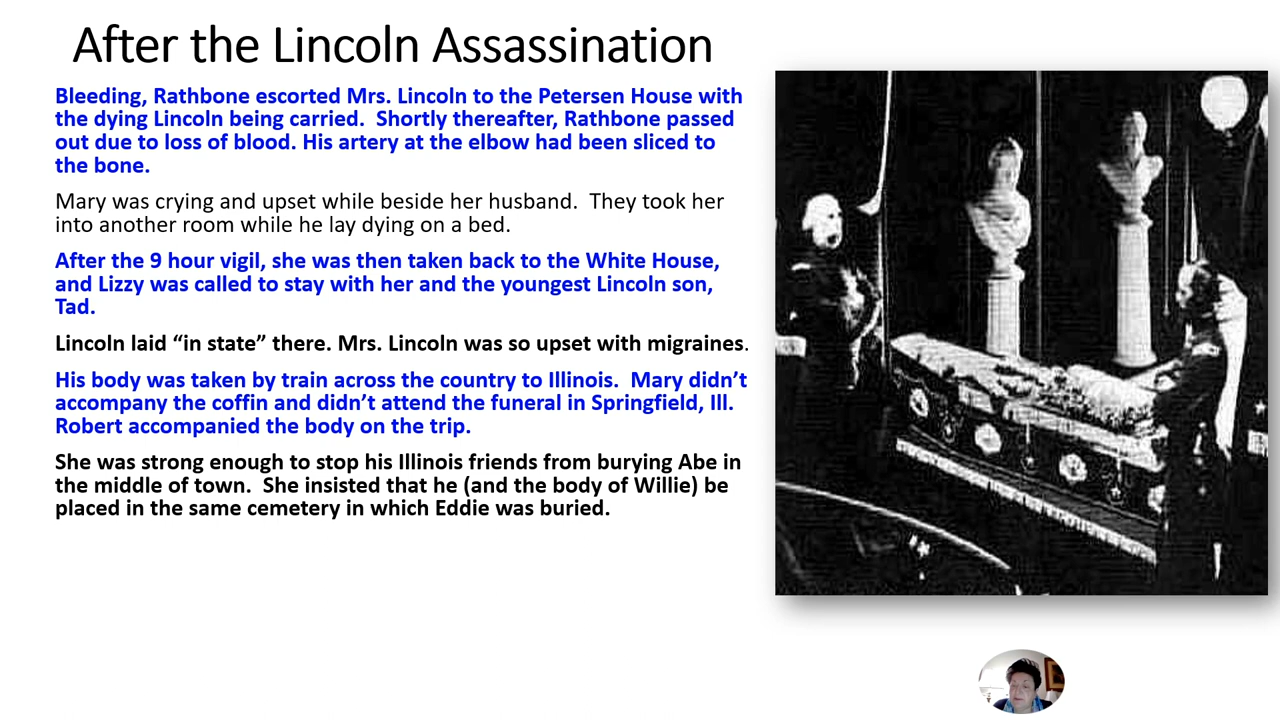 After the Lincoln Assassination
Bleeding, Rathbone escorted Mrs. Lincoln to the Petersen House with
the dying Lincoln being carried.  Shortly thereafter, Rathbone passed
out due to loss of blood. His artery at the elbow had been sliced to
the bone.
Mary was crying and upset while beside her husband.  They took her
into another room while he lay dying on a bed.
After the 9 hour vigil, she was then taken back to the White House,
and Lizzy was called to stay with her and the youngest Lincoln son,
Tad.
Lincoln laid “in state” there. Mrs. Lincoln was so upset with migraines.
His body was taken by train across the country to Illinois.  Mary didn’t
accompany the coffin and didn’t attend the funeral in Springfield, Ill.
Robert accompanied the body on the trip.
She was strong enough to stop his Illinois friends from burying Abe in
the middle of town.  She insisted that he (and the body of Willie) be
placed in the same cemetery in which Eddie was buried.